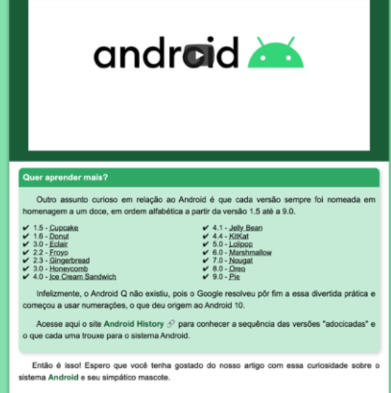 android
Quer aprender mais?
Outro assunto curioso em relação ao Android é que cada versão sempre foi nomeada em
homenagem a um doce, em ordem alfabética a partir da versão 1.5 até a 9.0.
✔ 1.5 - Cupcake
✔ 1.6 - Donut
✔ 3.0 - Eclair
✔ 2.2 - Froyo
✔ 2.3 - Gingerbread
✔ 3.0 - Honeycomb
✔ 4.0 - Ice Cream Sandwich
✔ 4.1 - Jelly Bean
✔ 4.4 - KitKat
✔ 5.0 - Lolipop
✔ 6.0 - Marshmallow
✔ 7.0 - Nougat
✔ 8.0 - Oreo
✔ 9.0 - Pie
Infelizmente, o Android Q não existiu, pois o Google resolveu pôr fim a essa divertida prática e
começou a usar numerações, o que deu origem ao Android 10.
Acesse aqui o site Android History 🔗 para conhecer a sequência das versões "adocicadas" e
o que cada uma trouxe para o sistema Android.
Então é isso! Espero que você tenha gostado do nosso artigo com essa curiosidade sobre o
sistema Android e seu simpático mascote.